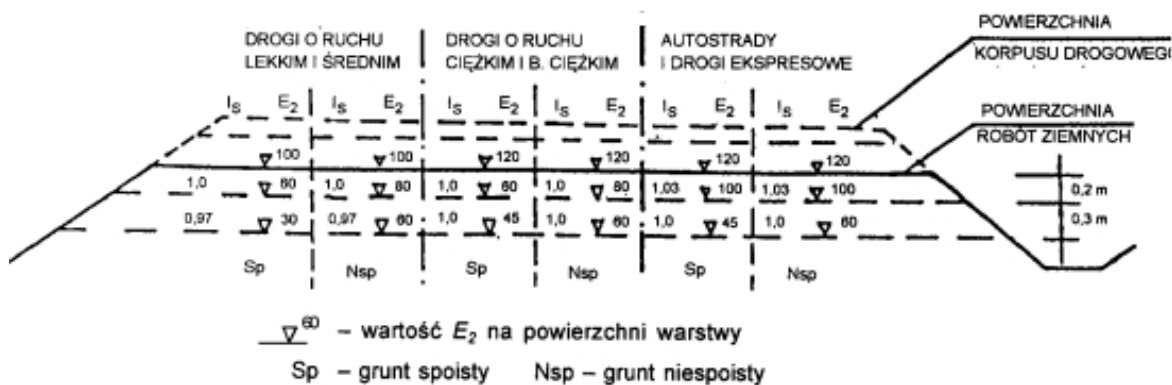 DROGI O RUCHU LEKKIM I ŚREDNIM
DROGI O RUCHU CIĘŻKIM I B. CIĘŻKIM
AUTOSTRADY I DROGI EKSPRESOWE
POWIERZCHNIA KORPUSU DROGOWEG
POWIERZCHNIA ROBÓT ZIEMNYCH
I_S E_2 I_S E_2 I_S E_2 I_S E_2 I_S E_2 I_S E_2
100 100 120 120 120 120
1,0 60 1,0 80 1,0 60 1,0 80 1,03 100 1,03 100 0,2 m
0,97 30 0,97 60 1,0 45 1,0 60 1,0 45 1,0 60 0,3 m
Sp Nsp Sp Nsp Sp Nsp
60 – wartość E_2 na powierzchni warstwy
Sp – grunt spoisty Nsp – grunt niespoisty